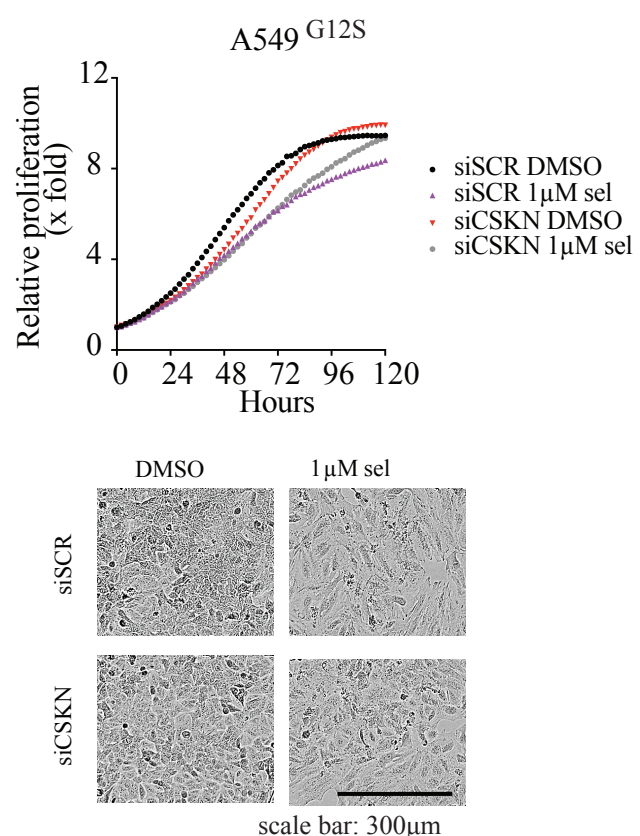 A549 G12S
Relative proliferation
(x fold)
12
8
4
0
0 24 48 72 96 120
Hours
siSCR DMSO
siSCR 1µM sel
siCSKN DMSO
siCSKN 1µM sel
DMSO 1µM sel
siSCR
siCSKN
scale bar: 300µm